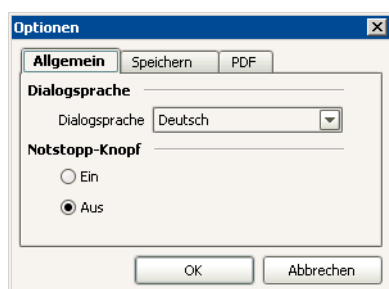 Optionen
Allgemein Speichern PDF
Dialogsprache
Dialogsprache Deutsch
Notstopp-Knopf
Ein
Aus
OK Abbrechen